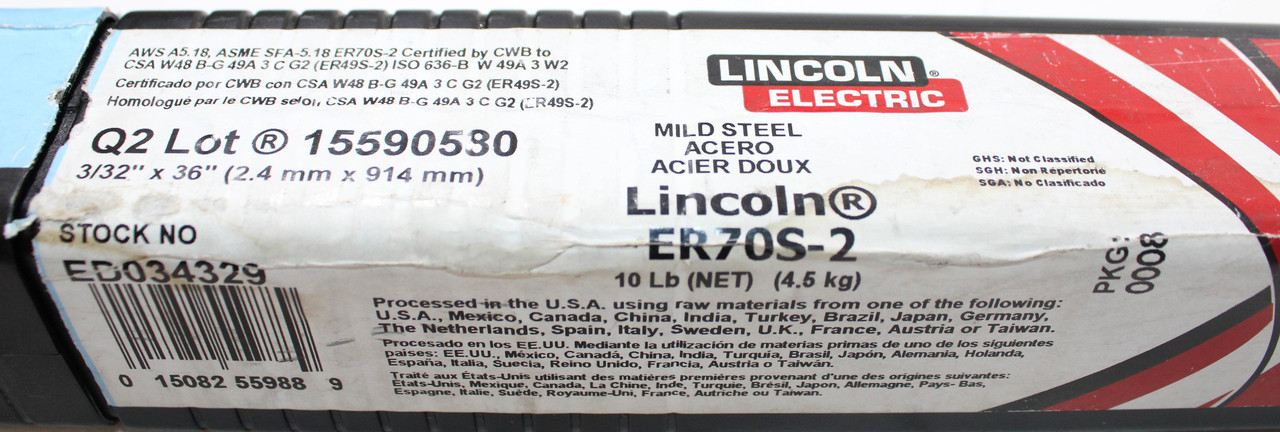 AWS A5.18, ASME SFA-5.18 ER70S-2 Certified by CWB to
CSA W48 B-G 49A 3 C G2 (ER49S-2) ISO 636-B W 49A 3 W2
Certificado por CWB con CSA W48 B-G 49A 3 C G2 (ER49S-2)
Homologué par le CWB selon CSA W48 B-G 49A 3 C G2 (ER49S-2)
Q2 Lot ® 15590530
3/32" x 36" (2.4 mm x 914 mm)
STOCK NO
ED034329
0 15082 55988 9
LINCOLN ®
ELECTRIC
MILD STEEL
ACERO
ACIER DOUX
Lincoln®
ER70S-2
10 Lb (NET) (4.5 kg)
GHS: Not Classified
SGH: Non Répertorié
SGA: No Clasificado
PKG:
0008
Processed in the U.S.A. using raw materials from one of the following:
U.S.A., Mexico, Canada, China, India, Turkey, Brazil, Japan, Germany,
The Netherlands, Spain, Italy, Sweden, U.K., France, Austria or Taiwan.
Procesado en los EE.UU. Mediante la utilización de materias primas de uno de los siguientes
países: EE.UU., México, Canadá, China, India, Turquia, Brasil, Japón, Alemania, Holanda,
España, Italia, Suecia, Reino Unido, Francia, Austria o Taiwán.
Traité aux États-Unis utilisant des matières premières provenant d'une des origines suivantes:
États-Unis, Mexique, Canada, La Chine, Inde, Turquie, Brésil, Japon, Allemagne, Pays- Bas,
Espagne, Italie, Suéde, Royaume-Uni, France, Autriche ou Taiwan.